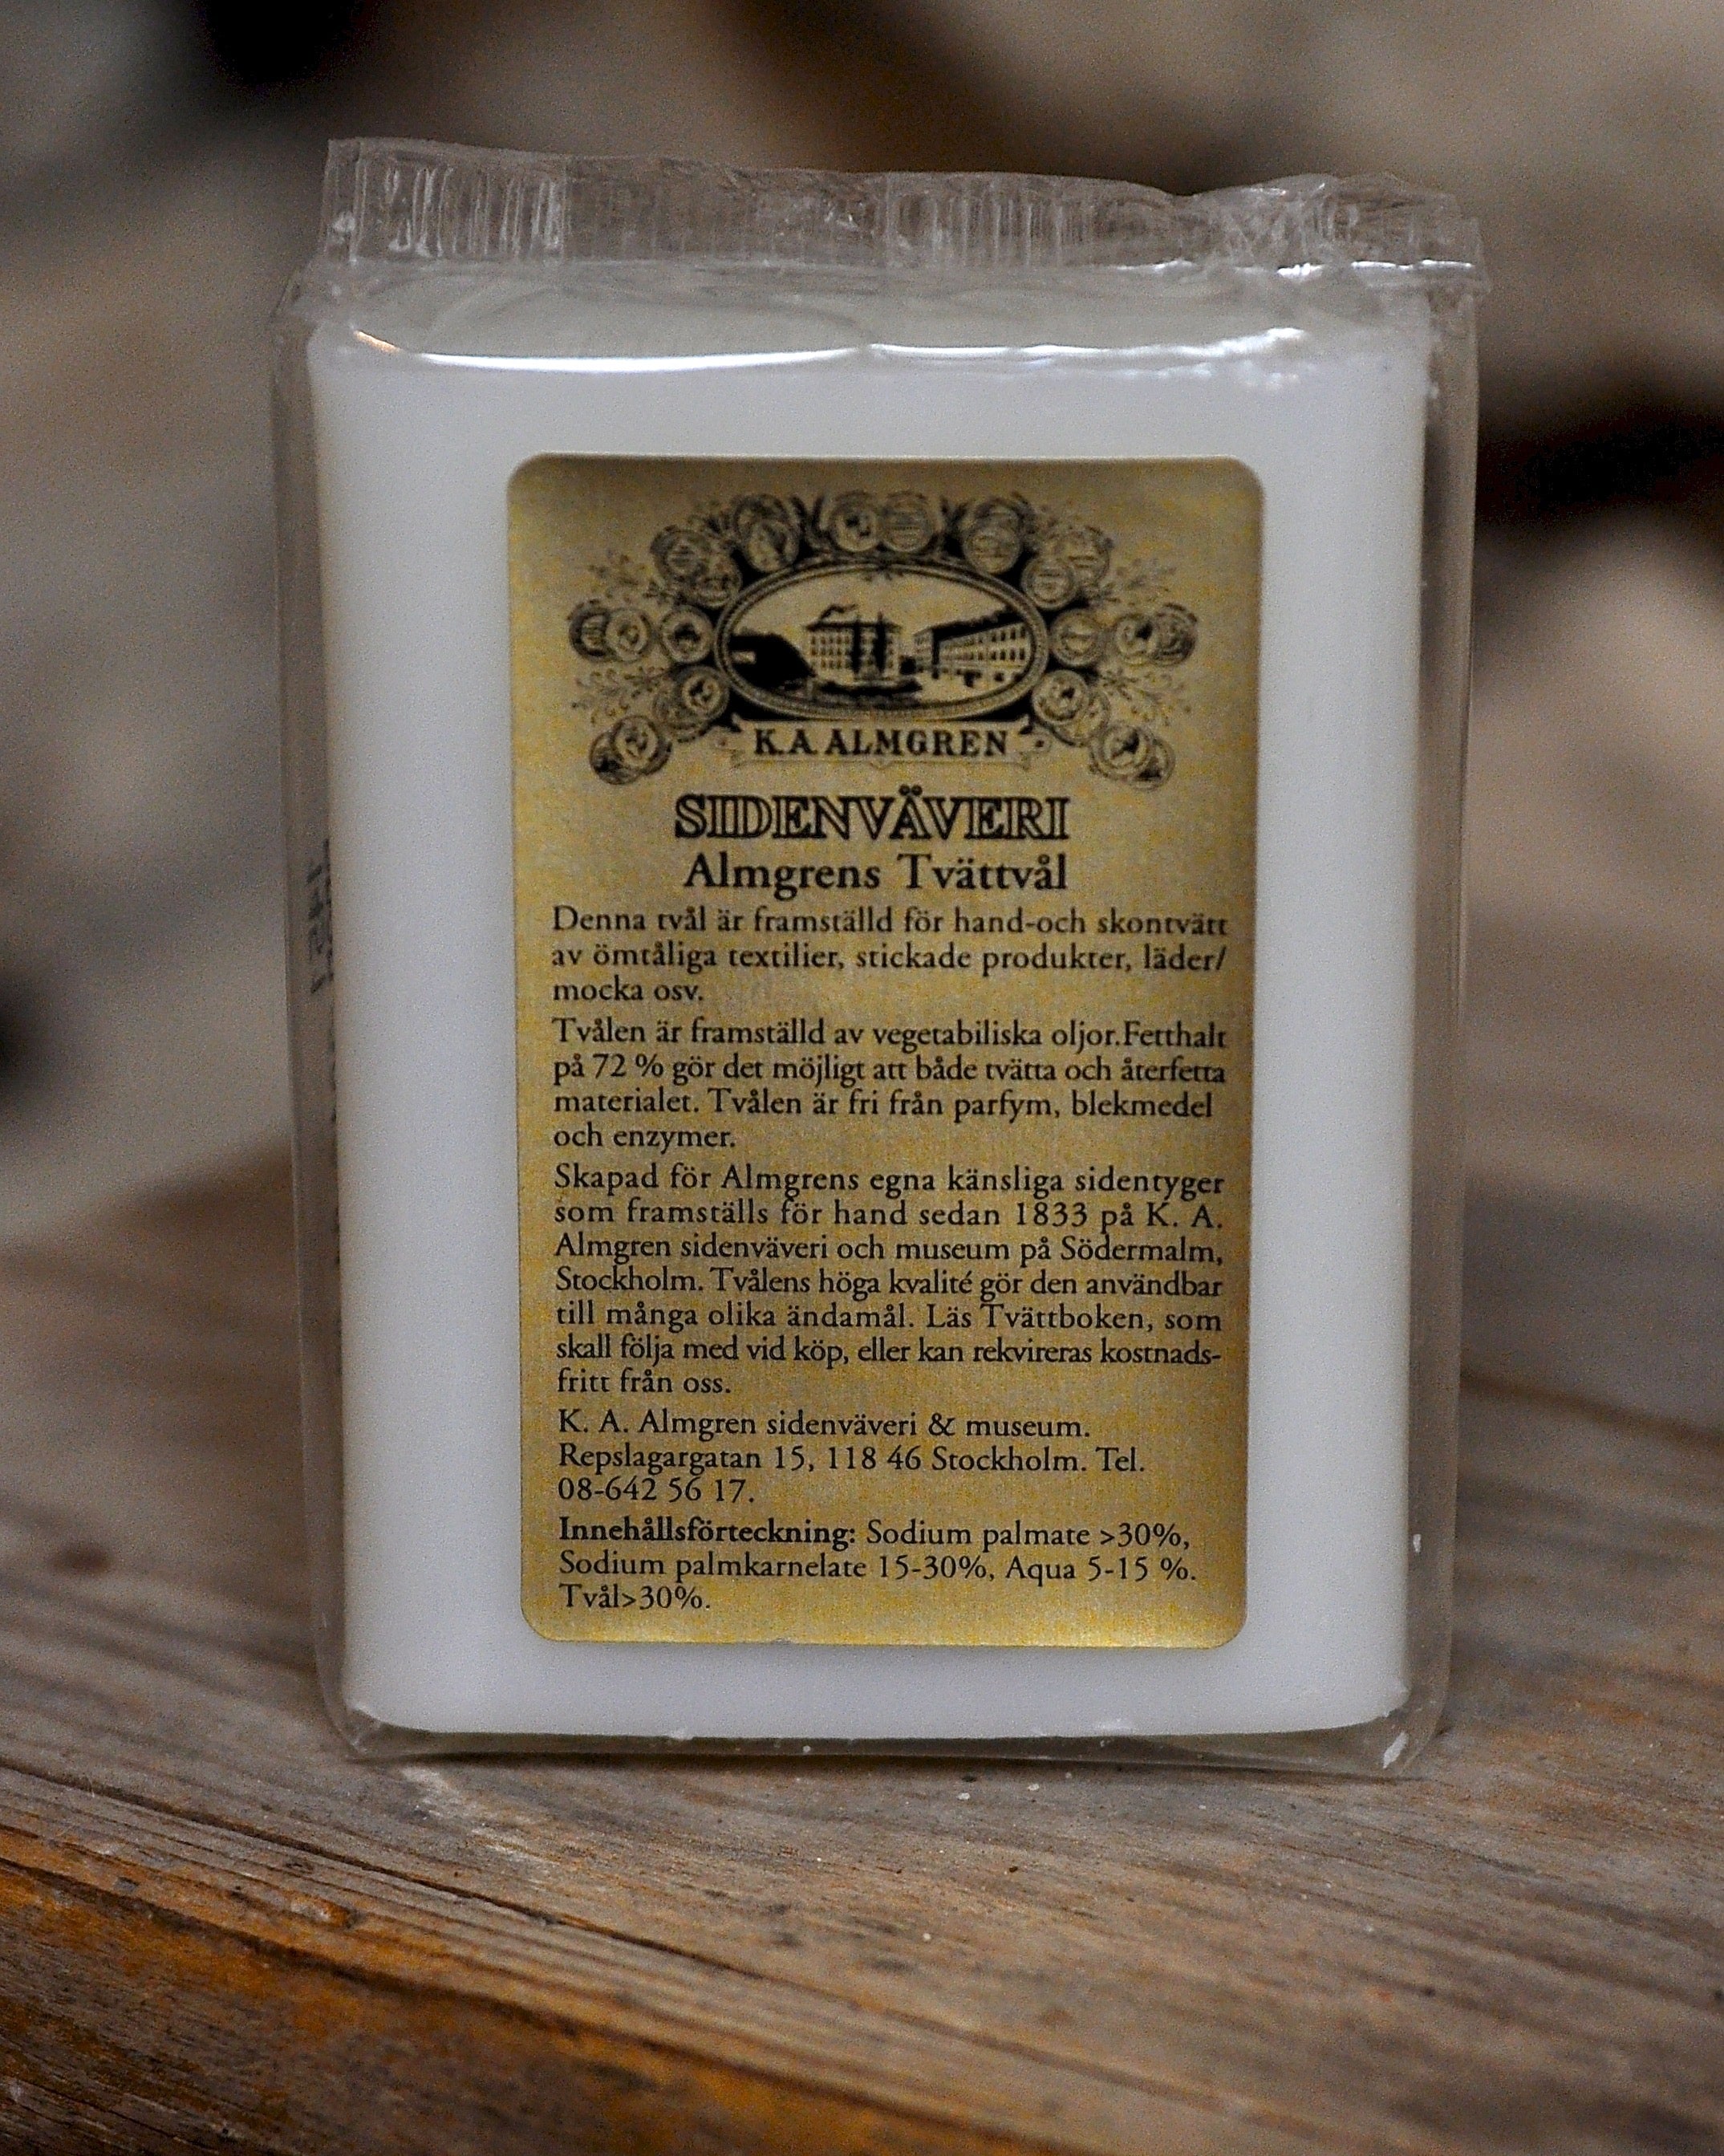 K. A. ALMGREN
SIDENVÄVERI
Almgrens Tvättvål
Denna tvål är framställd för hand-och skontvätt
av ömtåliga textilier, stickade produkter, läder/
mocka osv.
Tvålen är framställd av vegetabiliska oljor.Fetthalt
på 72 % gör det möjligt att både tvätta och återfetta
materialet. Tvålen är fri från parfym, blekmedel
och enzymer.
Skapad för Almgrens egna känsliga sidentyger
som framställs för hand sedan 1833 på K. A.
Almgren sidenväveri och museum på Södermalm,
Stockholm. Tvålens höga kvalité gör den användbar
till många olika ändamål. Läs Tvättboken, som
skall följa med vid köp, eller kan rekvireras kostnads-
fritt från oss.
K. A. Almgren sidenväveri & museum.
Repslagargatan 15, 118 46 Stockholm. Tel.
08-642 56 17.
Innehållsförteckning: Sodium palmate >30%,
Sodium palmkarnelate 15-30%, Aqua 5-15 %.
Tvål>30%.